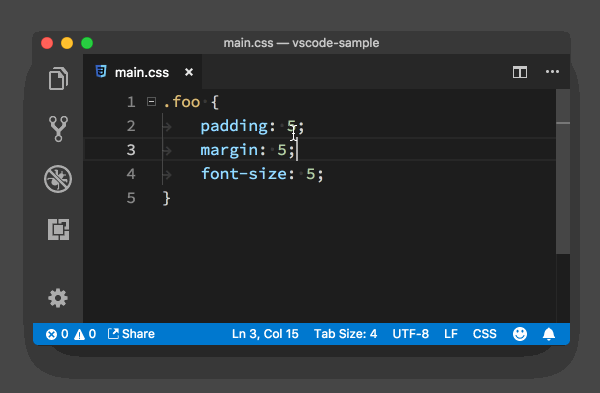 main.css — vscode-sample
main.css ×
1 .foo {
2 padding: 5;
3 margin: 5;
4 font-size: 5;
5 }
0 0 Share Ln 3, Col 15 Tab Size: 4 UTF-8 LF CSS